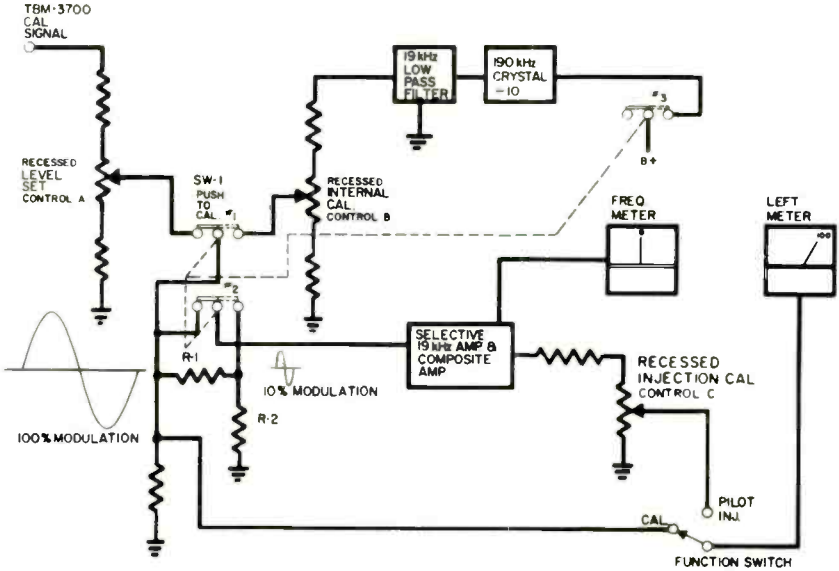 TBM-3700
CAL
SIGNAL
RECESSED
LEVEL
SET
CONTROL A
SW-1
PUSH
TO
CAL.
#1
RECESSED
INTERNAL
CAL.
CONTROL B
19 kHz
LOW
PASS
FILTER
190 kHz
CRYSTAL
÷10
#3
B+
FREQ.
METER
0
LEFT
METER
100
#2
R-1
R-2
10% MODULATION
100% MODULATION
SELECTIVE
19 kHz AMP &
COMPOSITE
AMP
RECESSED
INJECTION CAL
CONTROL C
PILOT
INJ.
CAL
FUNCTION SWITCH